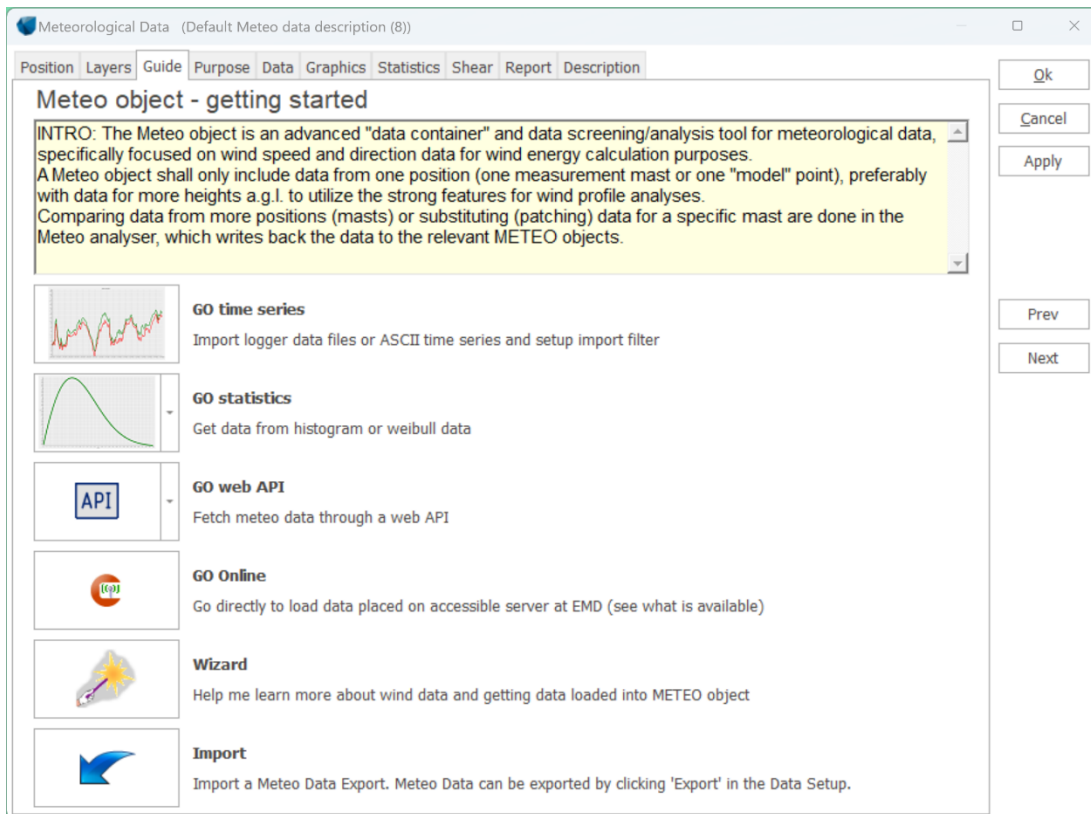 Meteorological Data (Default Meteo data description (8))
Position Layers Guide Purpose Data Graphics Statistics Shear Report Description
Ok
Cancel
Apply
Prev
Next
Meteo object - getting started
INTRO: The Meteo object is an advanced "data container" and data screening/analysis tool for meteorological data,
specifically focused on wind speed and direction data for wind energy calculation purposes.
A Meteo object shall only include data from one position (one measurement mast or one "model" point), preferably
with data for more heights a.g.l. to utilize the strong features for wind profile analyses.
Comparing data from more positions (masts) or substituting (patching) data for a specific mast are done in the
Meteo analyser, which writes back the data to the relevant METEO objects.
GO time series
Import logger data files or ASCII time series and setup import filter
GO statistics
Get data from histogram or weibull data
API
GO web API
Fetch meteo data through a web API
GO Online
Go directly to load data placed on accessible server at EMD (see what is available)
Wizard
Help me learn more about wind data and getting data loaded into METEO object
Import
Import a Meteo Data Export. Meteo Data can be exported by clicking 'Export' in the Data Setup.